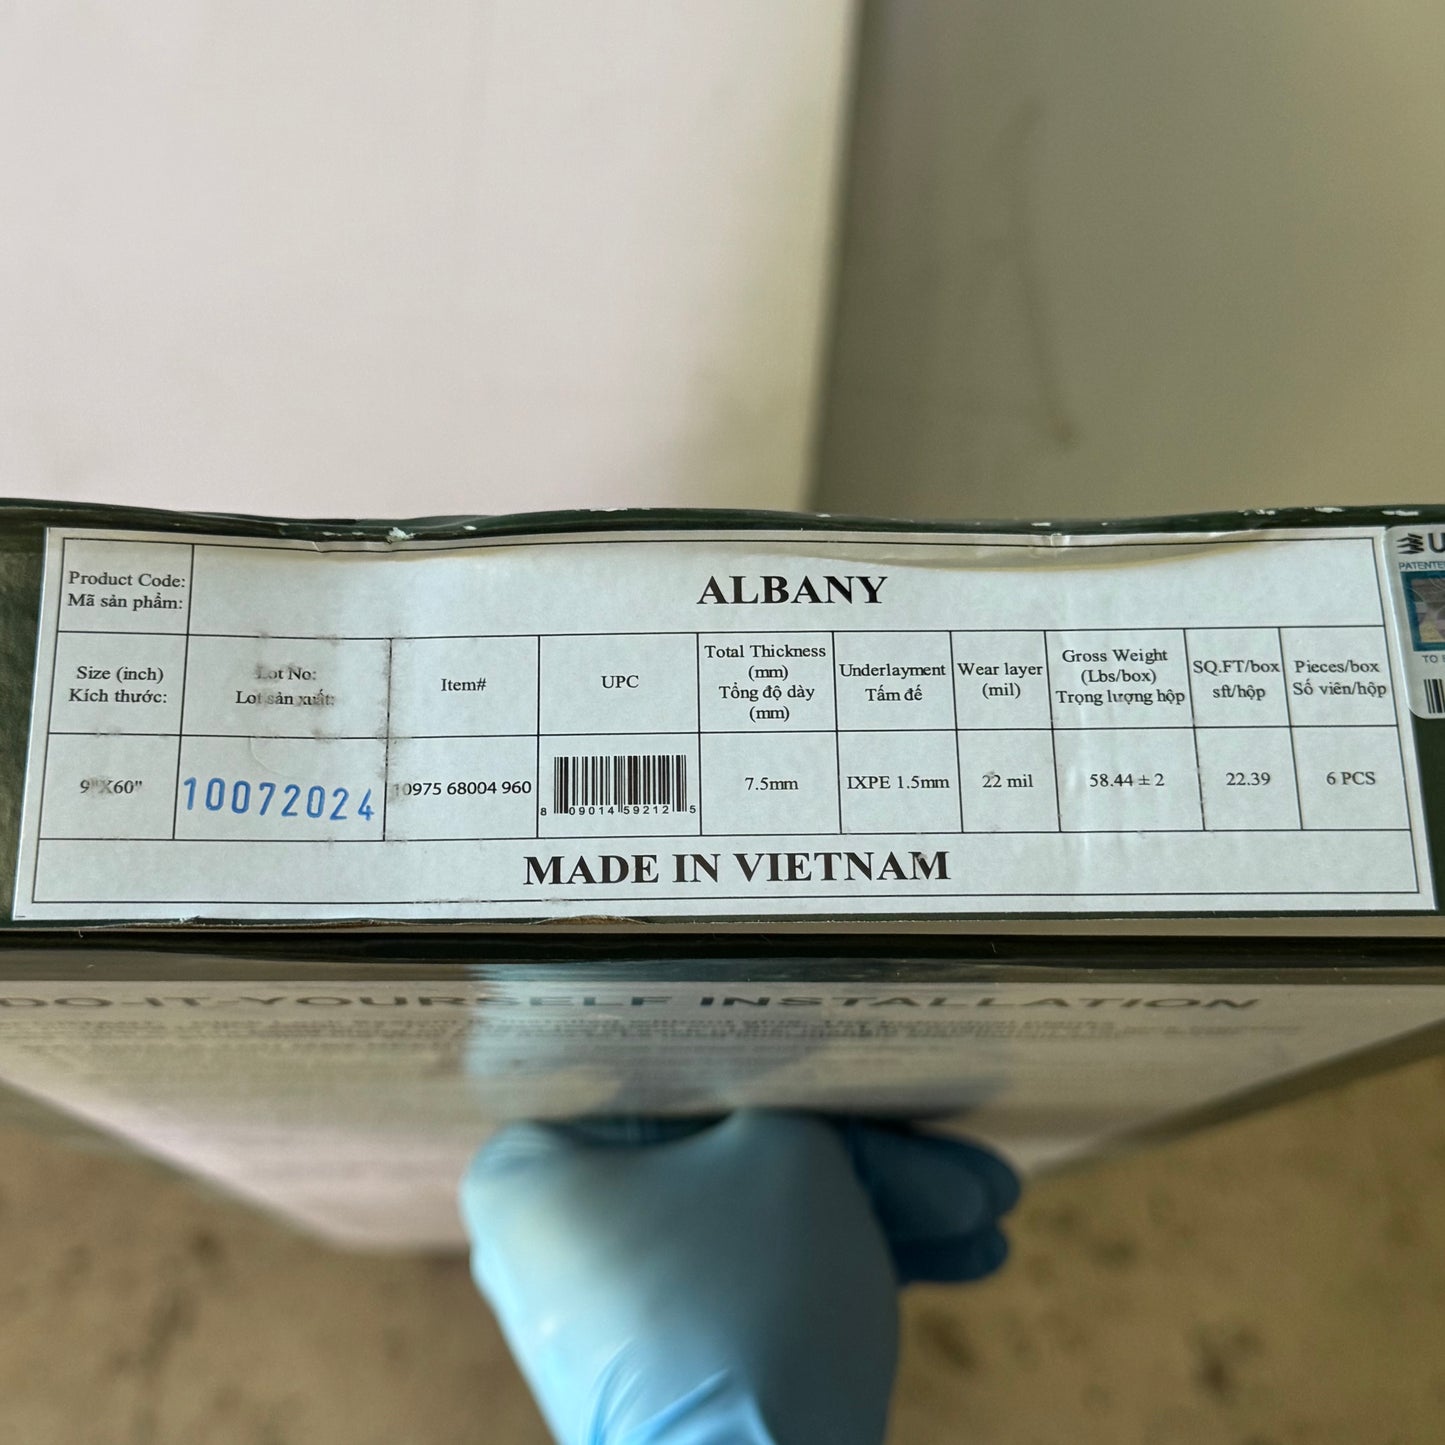 Product Code:
Mã sản phẩm:
ALBANY
Size (inch)
Kích thước:
Lot No:
Lot sản xuất:
Item#
UPC
Total Thickness
(mm)
Tổng độ dày
(mm)
Underlayment
Tấm đế
Wear layer
(mil)
Gross Weight
(Lbs/box)
Trọng lượng hộp
SQ.FT/box
sft/hộp
Pieces/box
Số viên/hộp
9"X60"
10072024
10975 68004 960
8 09014 59212 5
7.5mm
IXPE 1.5mm
22 mil
58.44 ± 2
22.39
6 PCS
MADE IN VIETNAM
DO-IT-YOURSELF INSTALLATION